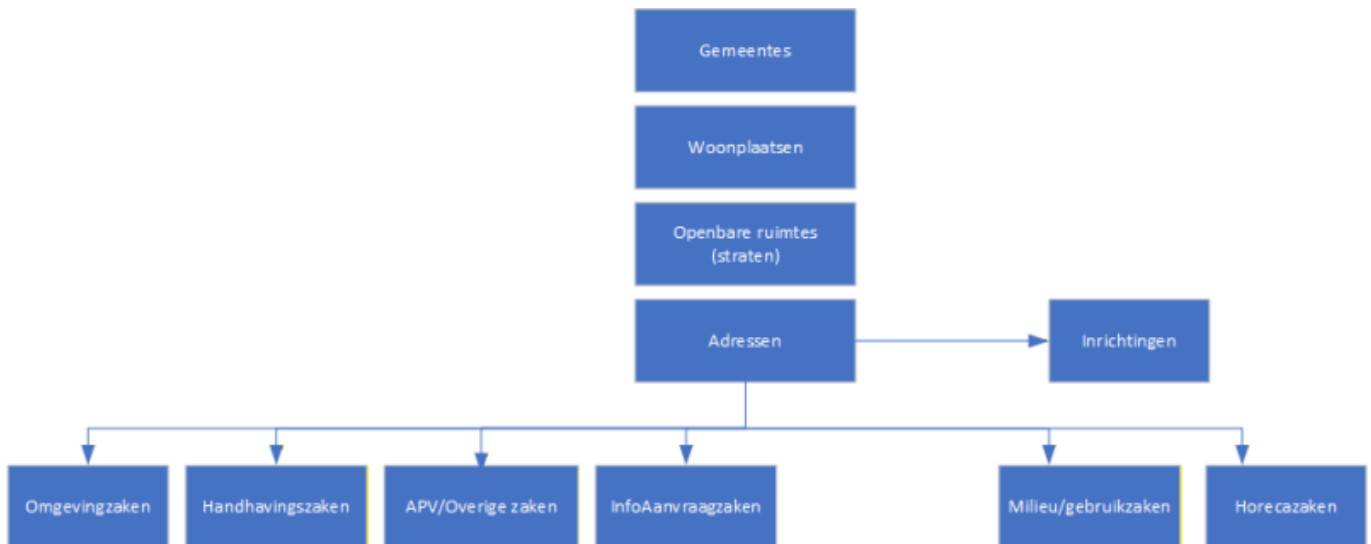 Gemeentes
Woonplaatsen
Openbare ruimtes
(straten)
Adressen
Inrichtingen
Omgevingzaken
Handhavingszaken
APV/Overige zaken
InfoAanvraagzaken
Milieu/gebruikzaken
Horecazaken